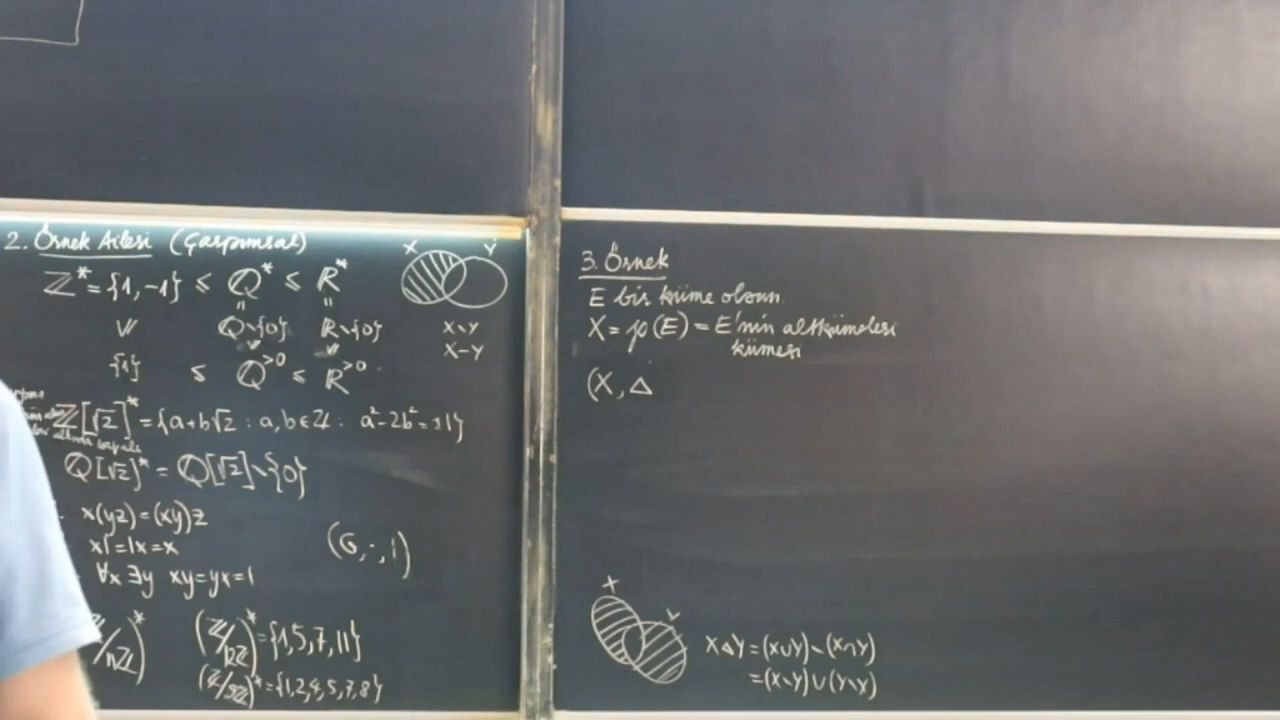 2. Örnek Ailesi (Çarpımsal)
X Y
ℤ* = {1, -1} ≤ ℚ* ≤ ℝ*
ℚ∖{0} ℝ∖{0}
X∖Y
X-Y
{1} ≤ ℚ^{>0} ≤ ℝ^{>0}
ℤ[√2]* = {a+b√2 : a, b ∈ ℤ : a²-2b² = ±1}
ℚ[√2]* = ℚ[√2]∖{0}
x(yz)=(xy)z
x1=1x=x
∀x ∃y xy=yx=1
(G, ·, 1)
(ℤ/nℤ)*
(ℤ/12ℤ)* = {1,5,7,11}
(ℤ/9ℤ)* = {1,2,4,5,7,8}
3. Örnek
E bir küme olsun.
X = ℘(E) = E'nin altkümeleri
kümesi
(X, Δ
X Y
XΔY = (X∪Y)∖(X∩Y)
= (X∖Y)∪(Y∖X)